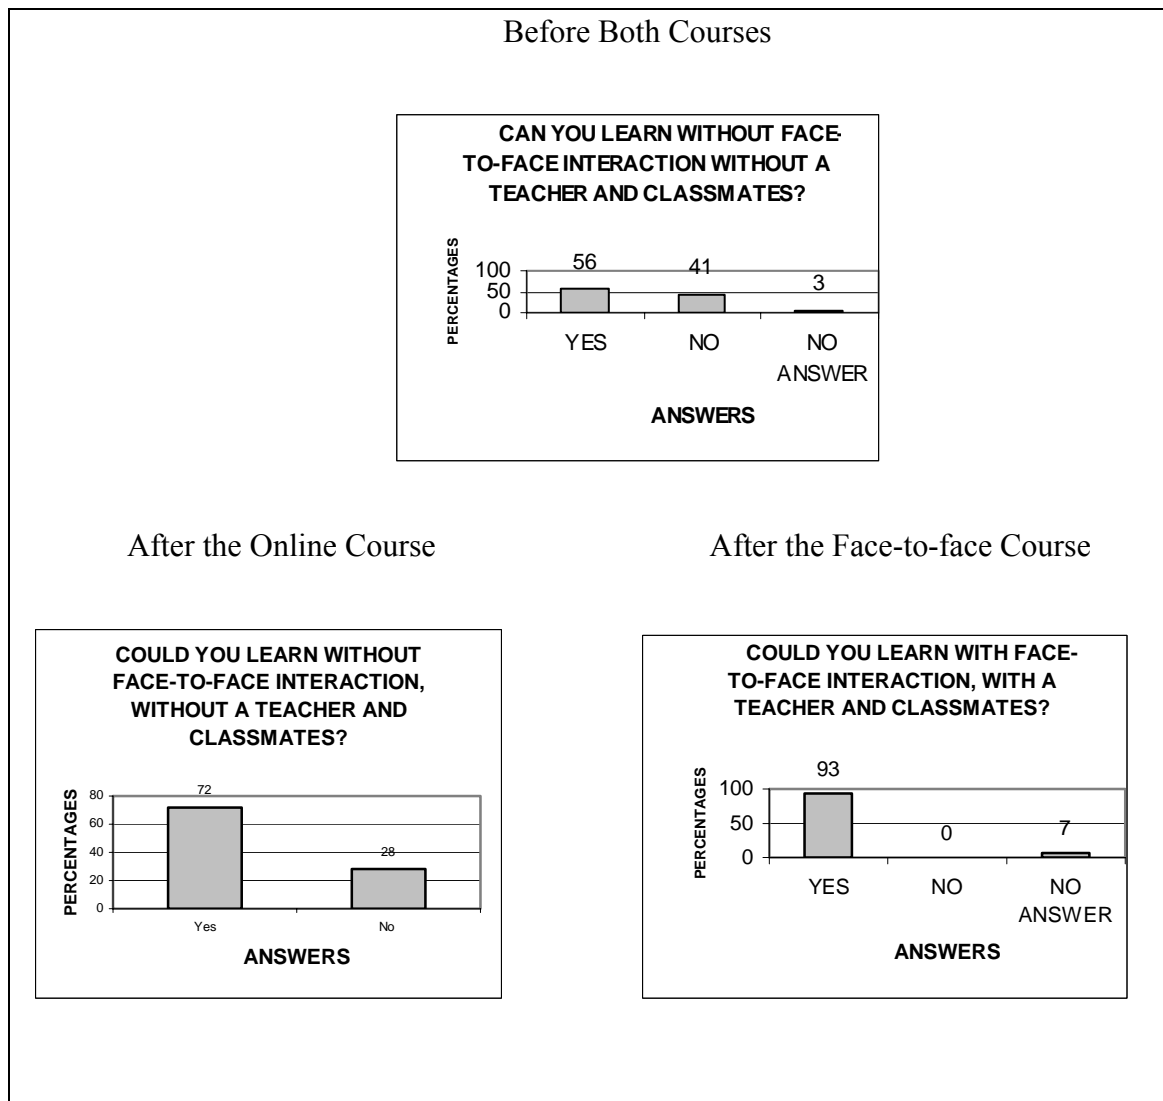 Before Both Courses
CAN YOU LEARN WITHOUT FACE-
TO-FACE INTERACTION WITHOUT A
TEACHER AND CLASSMATES?
PERCENTAGES
100
50
0
56
41
3
YES
NO
NO
ANSWER
ANSWERS
After the Online Course
COULD YOU LEARN WITHOUT
FACE-TO-FACE INTERACTION,
WITHOUT A TEACHER AND
CLASSMATES?
PERCENTAGES
80
60
40
20
0
72
28
Yes
No
ANSWERS
After the Face-to-face Course
COULD YOU LEARN WITH FACE-
TO-FACE INTERACTION, WITH A
TEACHER AND CLASSMATES?
PERCENTAGES
100
50
0
93
0
7
YES
NO
NO
ANSWER
ANSWERS